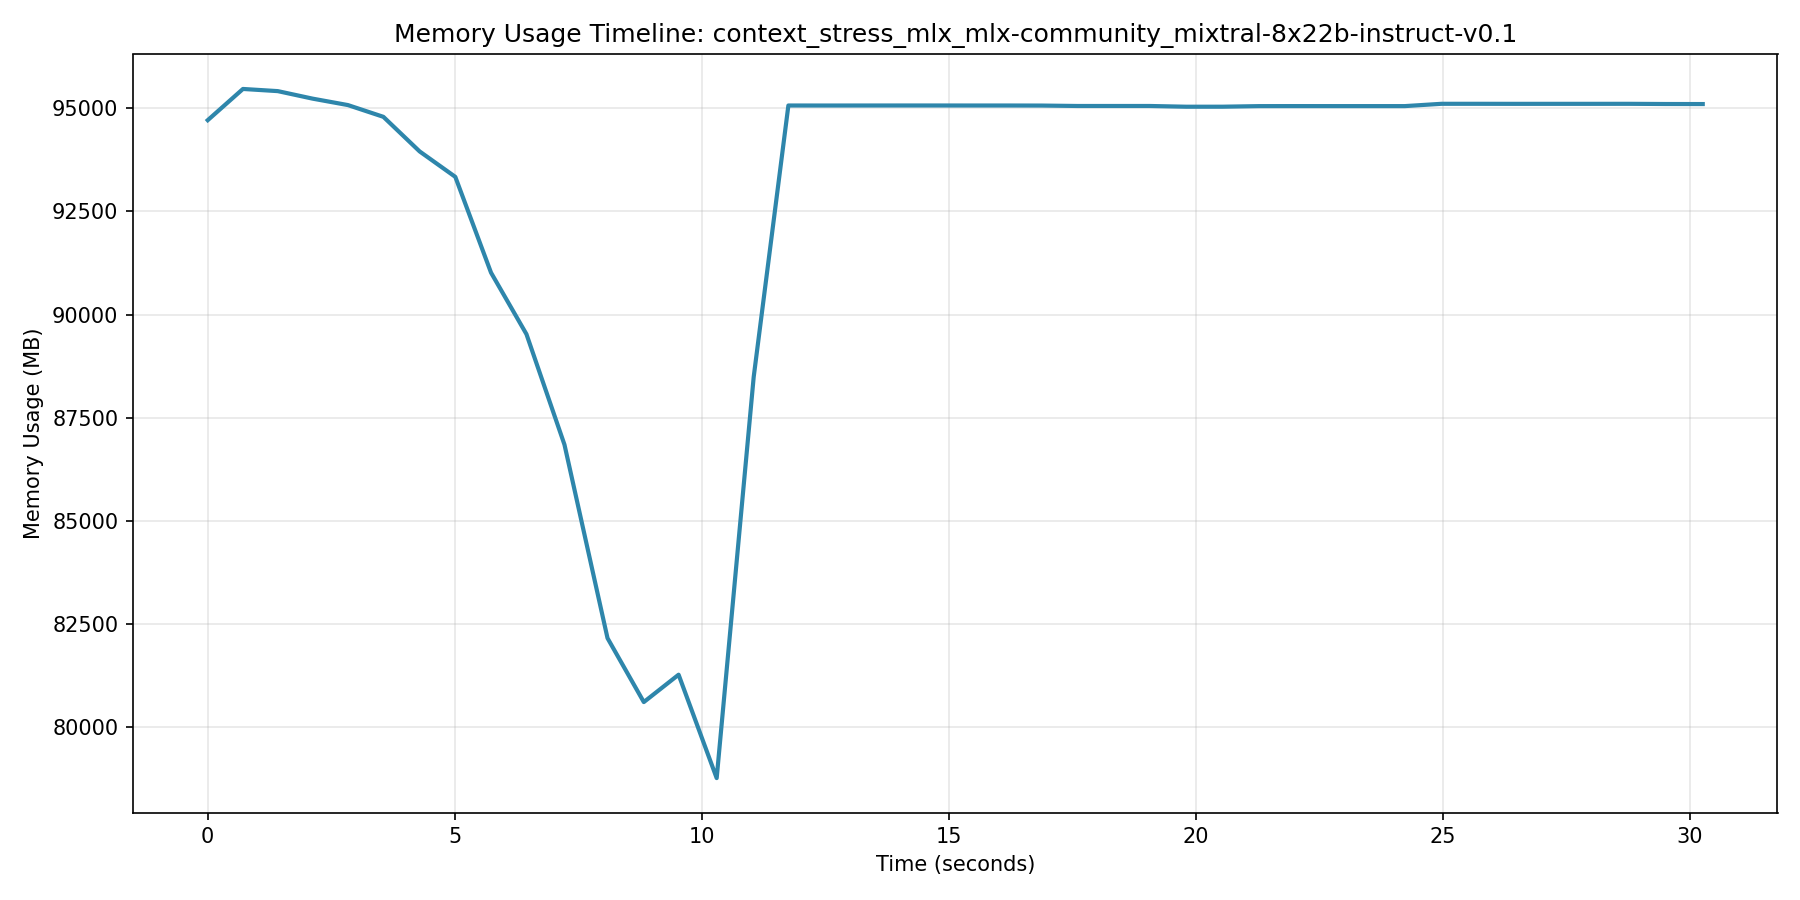 Memory Usage Timeline: context_stress_mlx_mlx-community_mixtral-8x22b-instruct-v0.1
Memory Usage (MB)
95000
92500
90000
87500
85000
82500
80000
0 5 10 15 20 25 30
Time (seconds)